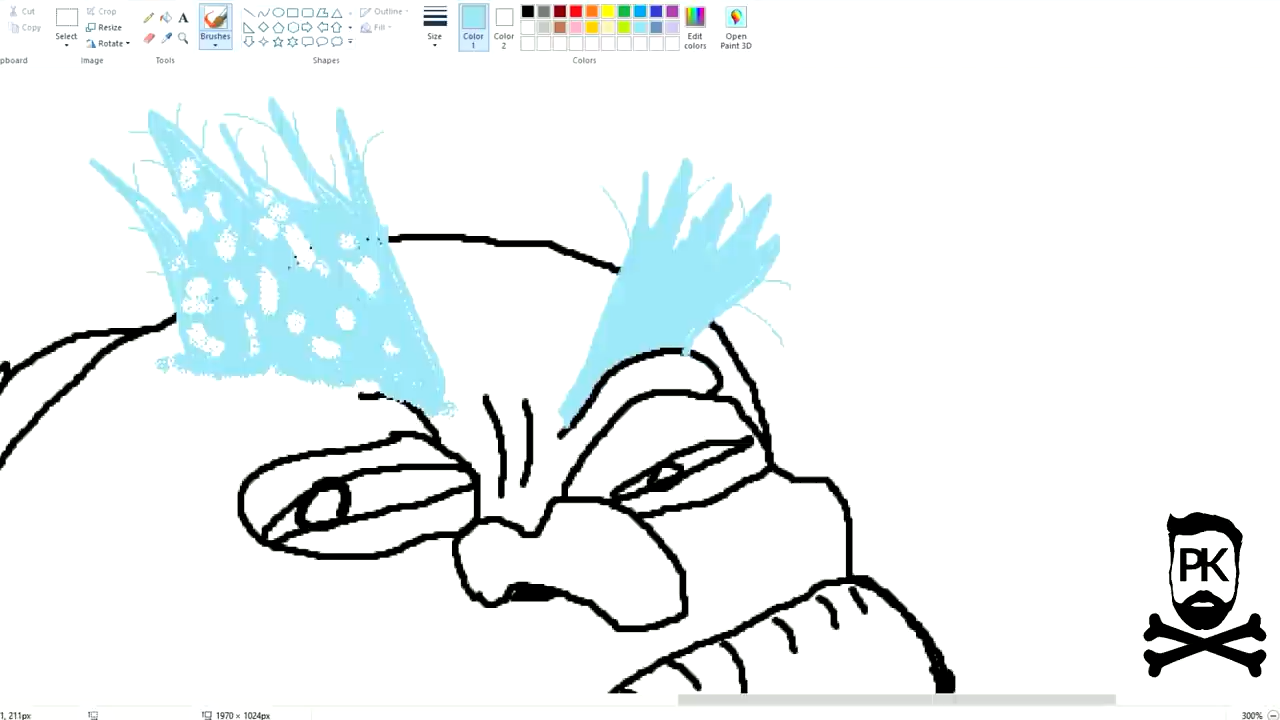 Cut
Copy
pboard
Select
Crop
Resize
Rotate
Image
A
Tools
Brushes
Shapes
Outline
Fill
Size
Color 1
Color 2
Colors
Edit colors
Open Paint 3D
PK
1, 211px
1970 × 1024px
300%